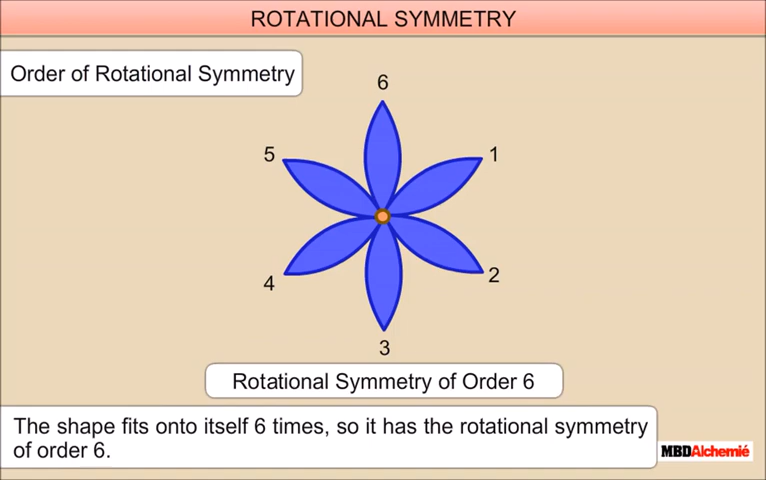 ROTATIONAL SYMMETRY
Order of Rotational Symmetry
6
5
1
4
2
3
Rotational Symmetry of Order 6
The shape fits onto itself 6 times, so it has the rotational symmetry
of order 6.
MBDAlchemié